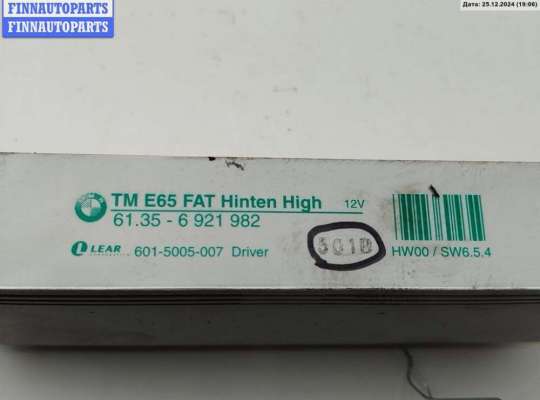 FINNAUTOPARTS
FINNAUTOPARTS
Дата: 25.12.2024 (19:06)
TM E65 FAT Hinten High 12V
61.35 - 6 921 982
LEAR 601-5005-007 Driver
HW00 / SW6.5.4